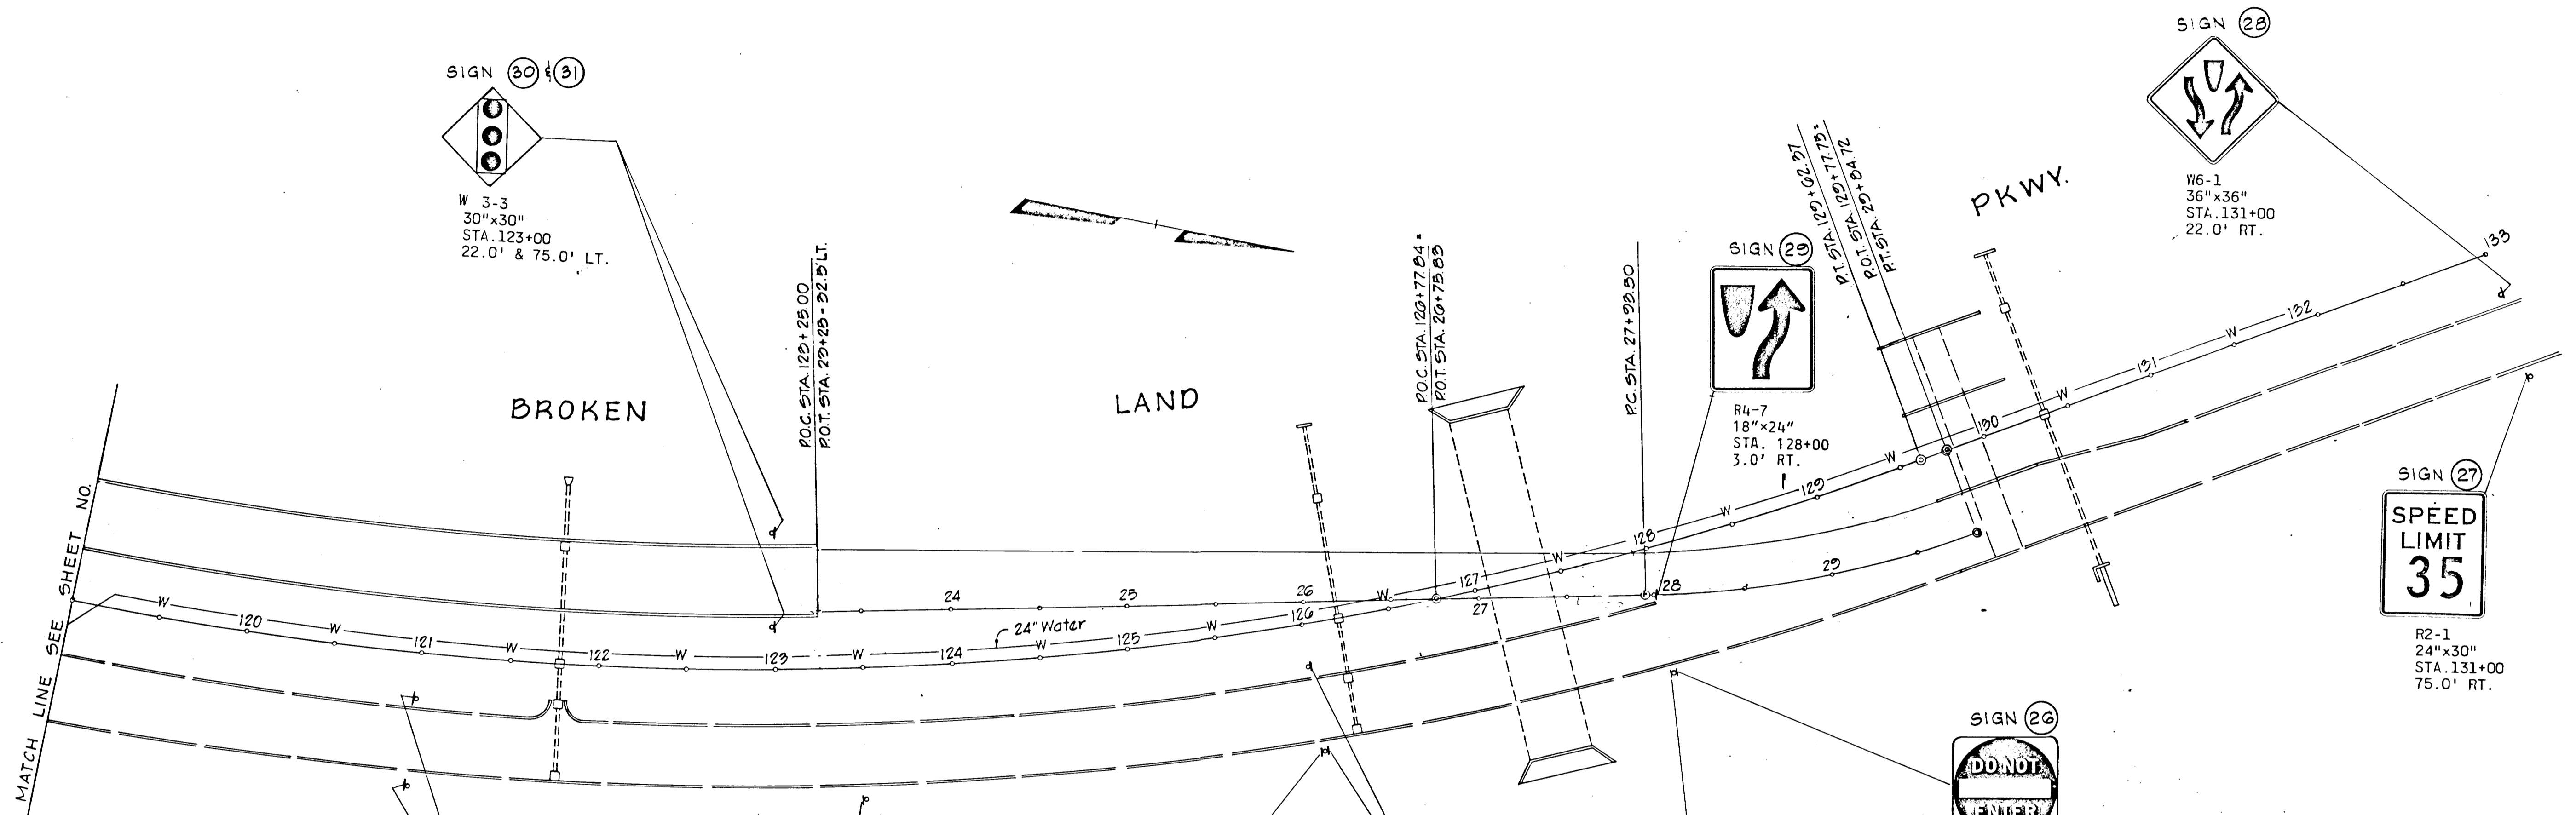 SIGN 28
SIGN 30 & 31
W 3-3
30"x30"
STA.123+00
22.0' & 75.0' LT.
P.O.C. STA. 123+25.00
P.O.T. STA. 23+25 - 32.5' LT.
BROKEN
LAND
PKWY.
P.O.C. STA. 126+77.84 =
P.O.T. STA. 26+75.83
P.C. STA. 27+93.50
SIGN 29
R4-7
18"x24"
STA. 128+00
3.0' RT.
P.T. STA. 129+62.37
P.O.T. STA. 129+77.75 =
P.T. STA. 29+84.72
W6-1
36"x36"
STA.131+00
22.0' RT.
SIGN 27
SPEED
LIMIT
35
R2-1
24"x30"
STA.131+00
75.0' RT.
SIGN 26
DO NOT
ENTER
MATCH LINE SEE SHEET NO.
W 120 W 121 W 122 W 123 W 124 W 125 W 126 W 127 W 128 W 129 W 130 W 131 W 132 133
24 25 26 27 28 29
24" Water